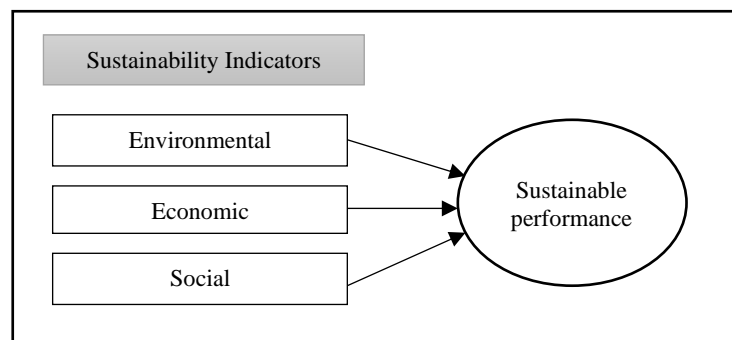 Sustainability Indicators
Environmental
Economic
Social
Sustainable
performance